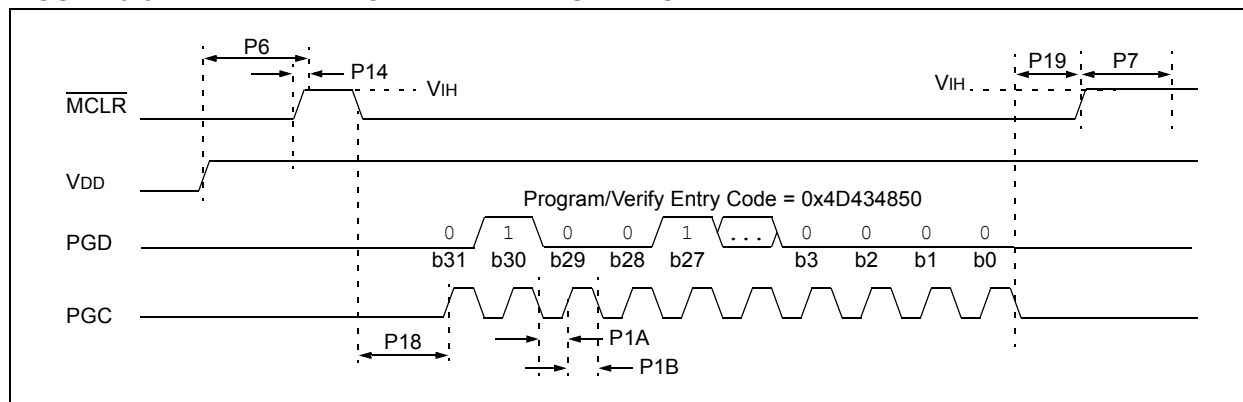 P6
P19
P7
P14
VIH
VIH
MCLR
VDD
Program/Verify Entry Code = 0x4D434850
PGD
0 1 0 0 1 ... 0 0 0 0
b31 b30 b29 b28 b27 b3 b2 b1 b0
PGC
P18
P1A
P1B